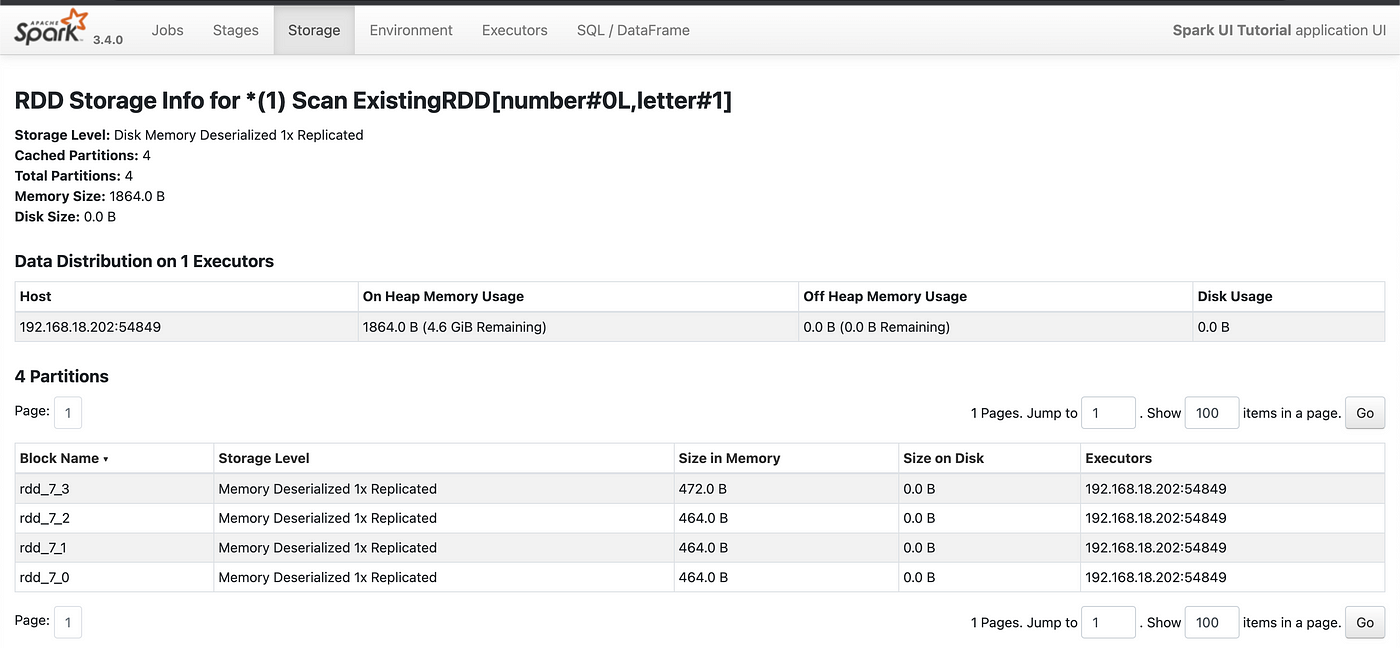 APACHE
Spark 3.4.0 Jobs Stages Storage Environment Executors SQL / DataFrame Spark UI Tutorial application UI
RDD Storage Info for *(1) Scan ExistingRDD[number#0L,letter#1]
Storage Level: Disk Memory Deserialized 1x Replicated
Cached Partitions: 4
Total Partitions: 4
Memory Size: 1864.0 B
Disk Size: 0.0 B
Data Distribution on 1 Executors
Host On Heap Memory Usage Off Heap Memory Usage Disk Usage
192.168.18.202:54849 1864.0 B (4.6 GiB Remaining) 0.0 B (0.0 B Remaining) 0.0 B
4 Partitions
Page: 1 1 Pages. Jump to 1 . Show 100 items in a page. Go
Block Name ▾ Storage Level Size in Memory Size on Disk Executors
rdd_7_3 Memory Deserialized 1x Replicated 472.0 B 0.0 B 192.168.18.202:54849
rdd_7_2 Memory Deserialized 1x Replicated 464.0 B 0.0 B 192.168.18.202:54849
rdd_7_1 Memory Deserialized 1x Replicated 464.0 B 0.0 B 192.168.18.202:54849
rdd_7_0 Memory Deserialized 1x Replicated 464.0 B 0.0 B 192.168.18.202:54849
Page: 1 1 Pages. Jump to 1 . Show 100 items in a page. Go